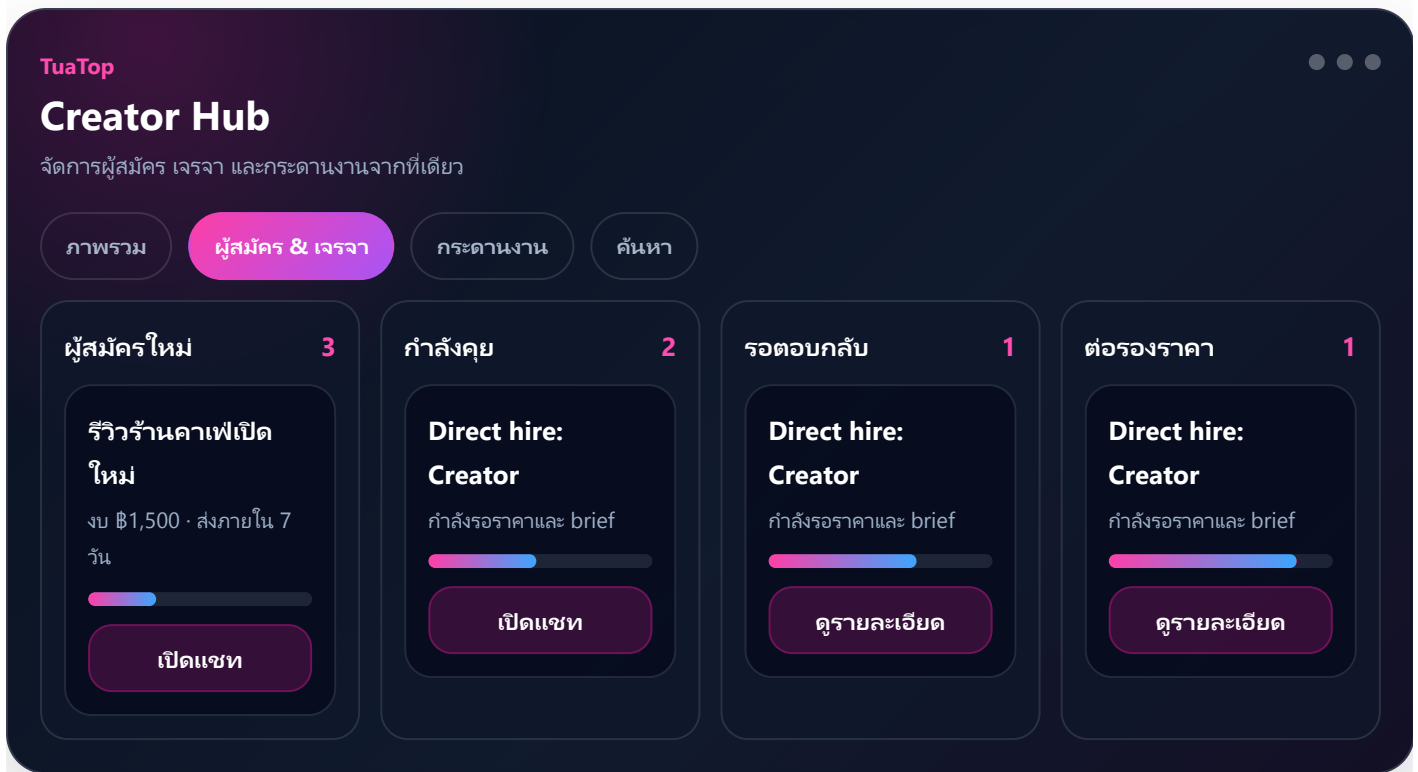 TuaTop
Creator Hub
จัดการผู้สมัคร เจรจา และกระดานงานจากที่เดียว
ภาพรวม
ผู้สมัคร & เจรจา
กระดานงาน
ค้นหา
ผู้สมัครใหม่ 3
รีวิวร้านคาเฟ่เปิด
ใหม่
งบ ฿1,500 · ส่งภายใน 7
วัน
เปิดแชท
กำลังคุย 2
Direct hire:
Creator
กำลังรอราคาและ brief
เปิดแชท
รอตอบกลับ 1
Direct hire:
Creator
กำลังรอราคาและ brief
ดูรายละเอียด
ต่อรองราคา 1
Direct hire:
Creator
กำลังรอราคาและ brief
ดูรายละเอียด